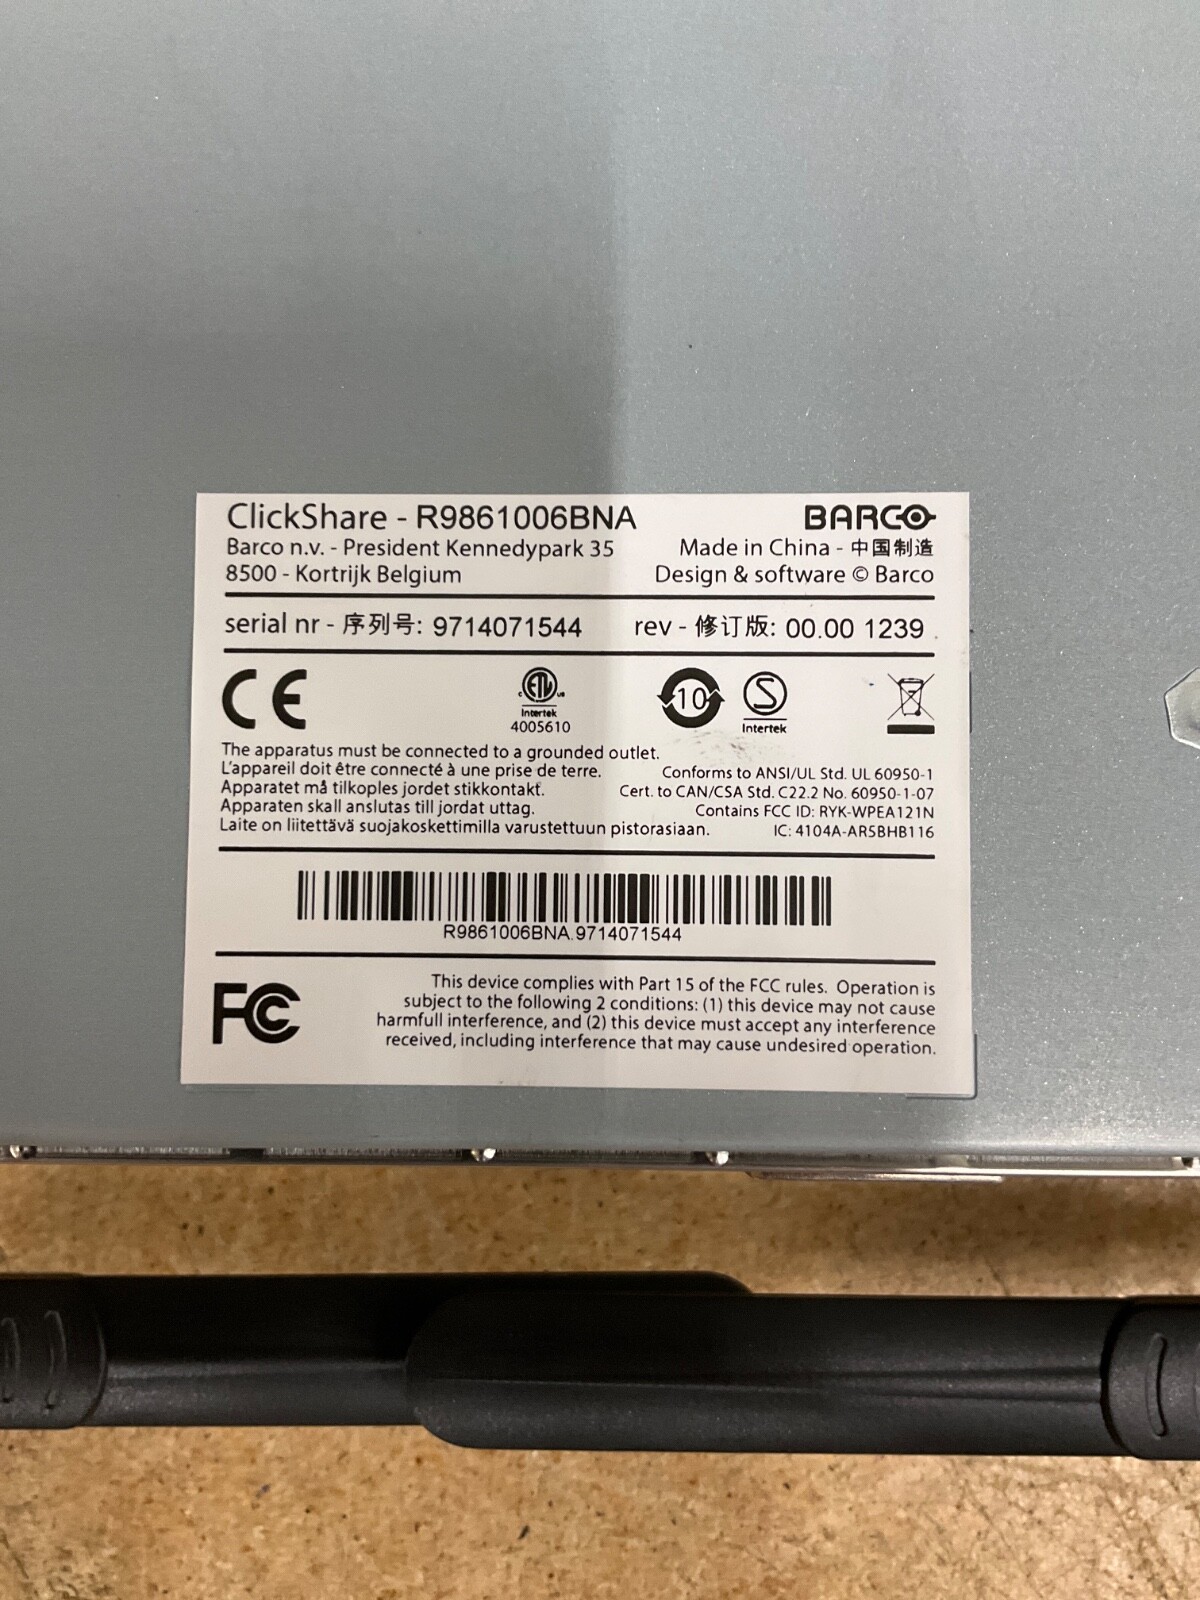 ClickShare - R9861006BNA
BARCO
Barco n.v. - President Kennedypark 35
Made in China - 中国制造
8500 - Kortrijk Belgium
Design & software © Barco
serial nr - 序列号: 9714071544
rev - 修订版: 00.00 1239
CE
c ETL us
Intertek
4005610
10
S
Intertek
The apparatus must be connected to a grounded outlet.
L'appareil doit être connecté à une prise de terre.
Apparatet må tilkoples jordet stikkontakt.
Apparaten skall anslutas till jordat uttag.
Laite on liitettävä suojakoskettimilla varustettuun pistorasiaan.
Conforms to ANSI/UL Std. UL 60950-1
Cert. to CAN/CSA Std. C22.2 No. 60950-1-07
Contains FCC ID: RYK-WPEA121N
IC: 4104A-AR5BHB116
R9861006BNA.9714071544
FC
This device complies with Part 15 of the FCC rules. Operation is
subject to the following 2 conditions: (1) this device may not cause
harmfull interference, and (2) this device must accept any interference
received, including interference that may cause undesired operation.